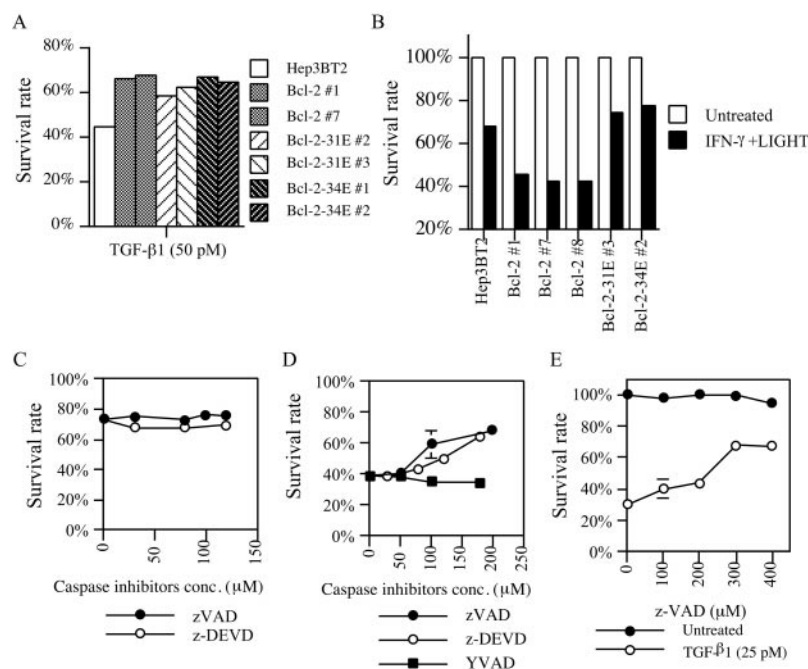 A
80%
60%
40%
20%
0%
Survival rate
TGF-β1 (50 pM)
Hep3BT2
Bcl-2 #1
Bcl-2 #7
Bcl-2-31E #2
Bcl-2-31E #3
Bcl-2-34E #1
Bcl-2-34E #2
B
100%
80%
60%
40%
20%
Survival rate
Hep3BT2
Bcl-2 #1
Bcl-2 #7
Bcl-2 #8
Bcl-2-31E #3
Bcl-2-34E #2
Untreated
IFN-γ +LIGHT
C
100%
80%
60%
40%
20%
0%
Survival rate
0
50
100
150
Caspase inhibitors conc. (μM)
zVAD
z-DEVD
D
100%
80%
60%
40%
20%
0%
Survival rate
0
50
100
150
200
250
Caspase inhibitors conc. (μM)
zVAD
z-DEVD
YVAD
E
100%
80%
60%
40%
20%
0%
Survival rate
0
100
200
300
400
z-VAD (μM)
Untreated
TGF-β1 (25 pM)